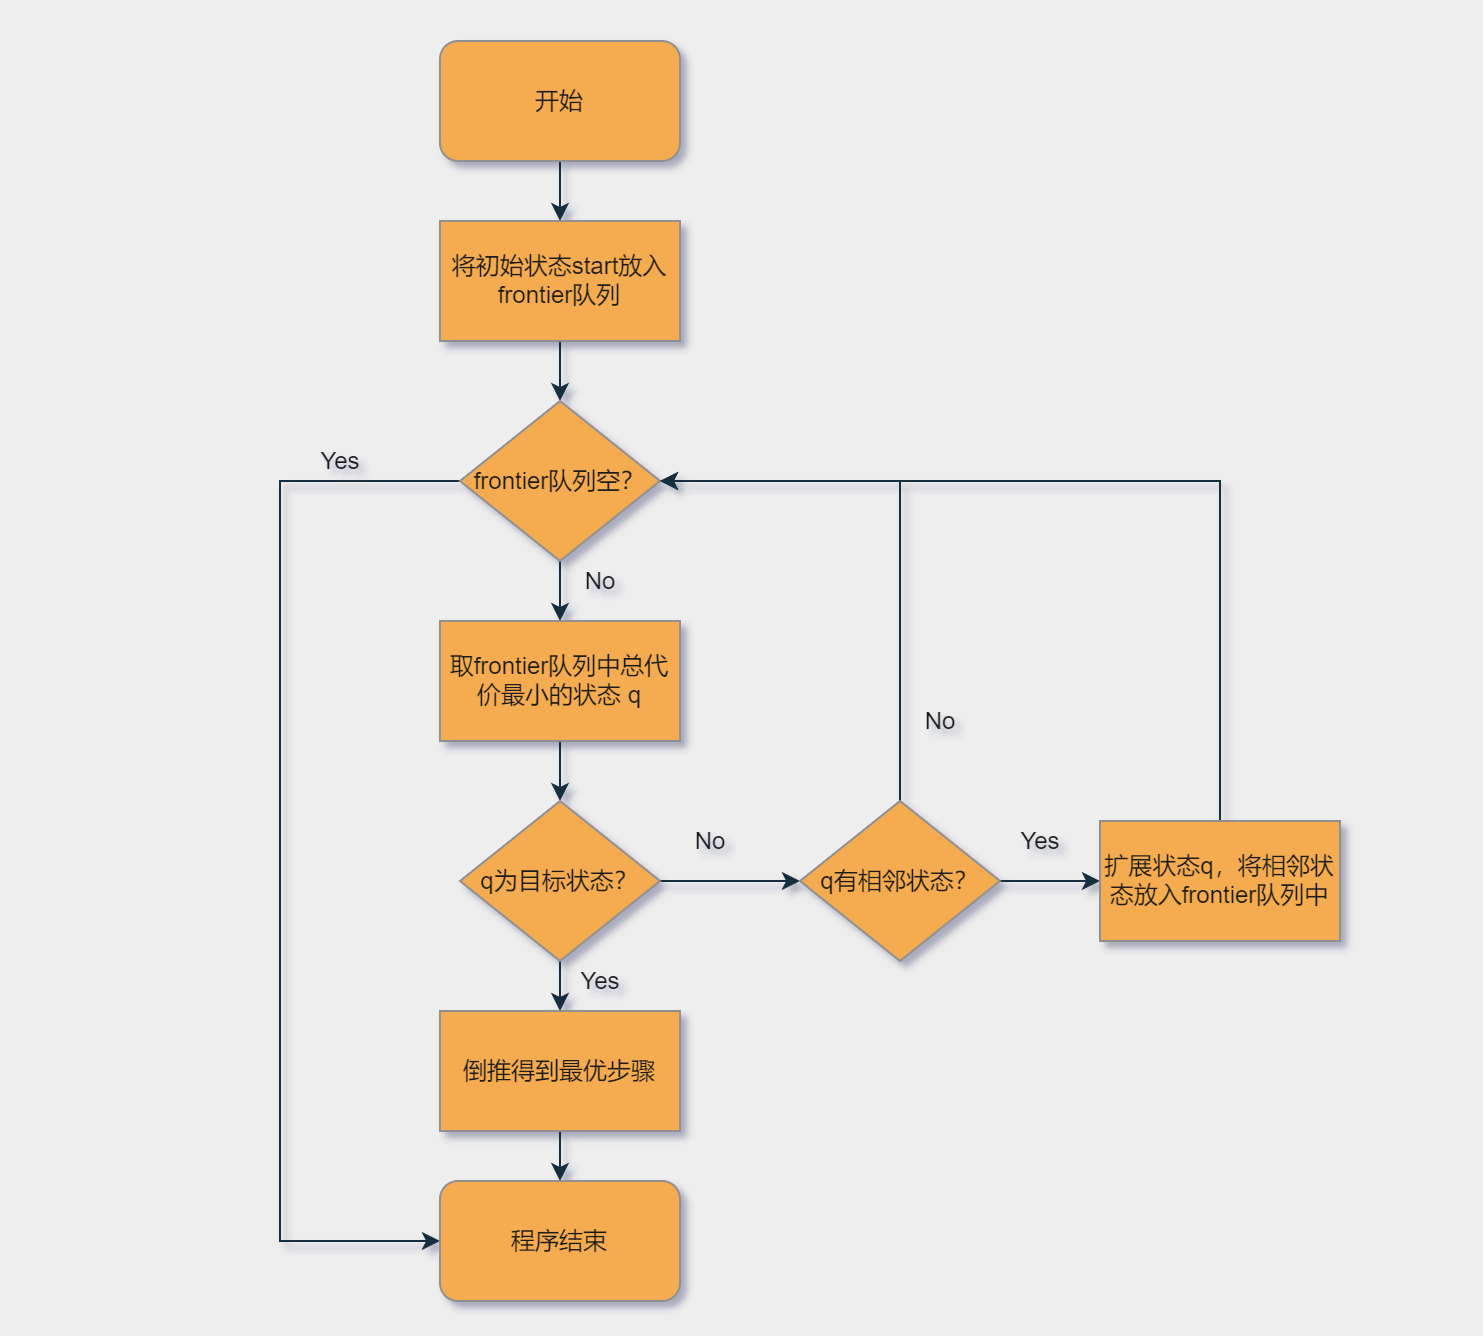 开始
将初始状态start放入
frontier队列
Yes
frontier队列空?
No
取frontier队列中总代
价最小的状态 q
No
q为目标状态?
No
q有相邻状态?
Yes
扩展状态q，将相邻状
态放入frontier队列中
Yes
倒推得到最优步骤
程序结束